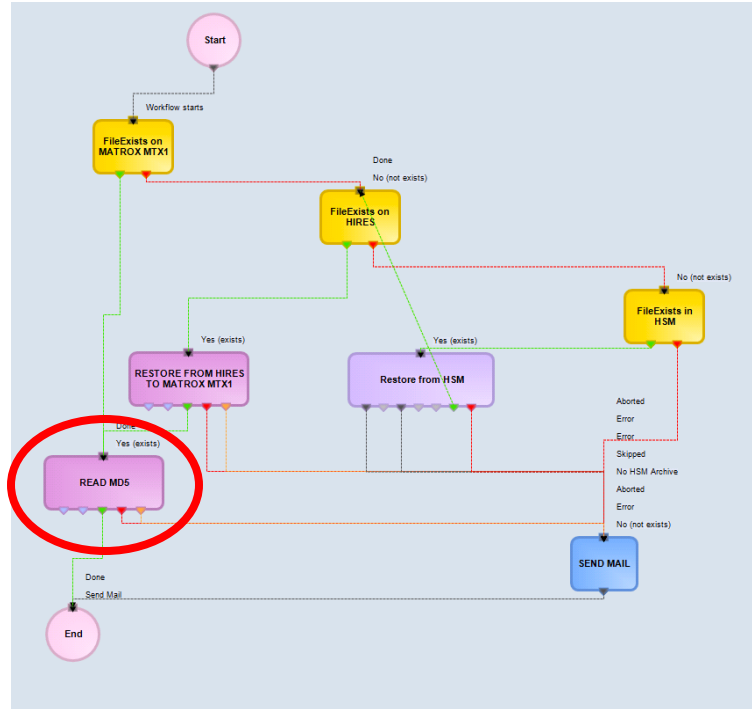 Start
Workflow starts
FileExists on
MATROX MTX1
Done
No (not exists)
FileExists on
HIRES
No (not exists)
FileExists in
HSM
Yes (exists)
Yes (exists)
RESTORE FROM HIRES
TO MATROX MTX1
Restore from HSM
Done
Yes (exists)
READ MD5
Aborted
Error
Error
Skipped
No HSM Archive
Aborted
Error
No (not exists)
SEND MAIL
Done
Send Mail
End